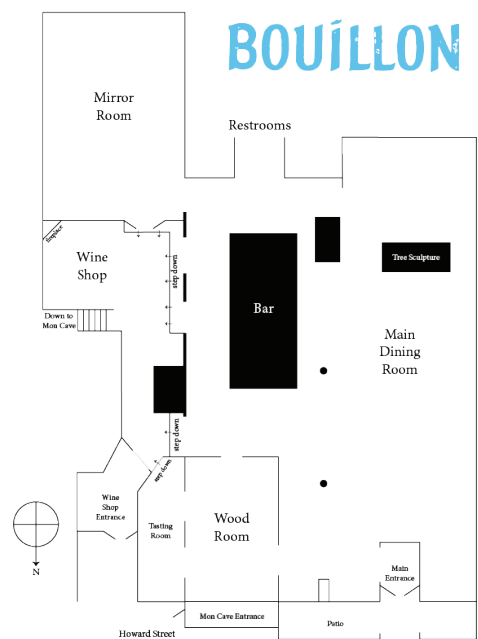 BOUÍLLON
Mirror
Room
Restrooms
fireplace
Wine
Shop
step down
Tree Sculpture
Bar
Down to
Mon Cave
Main
Dining
Room
step down
step down
Wine
Shop
Entrance
Tasting
Room
Wood
Room
N
Main
Entrance
Mon Cave Entrance
Patio
Howard Street